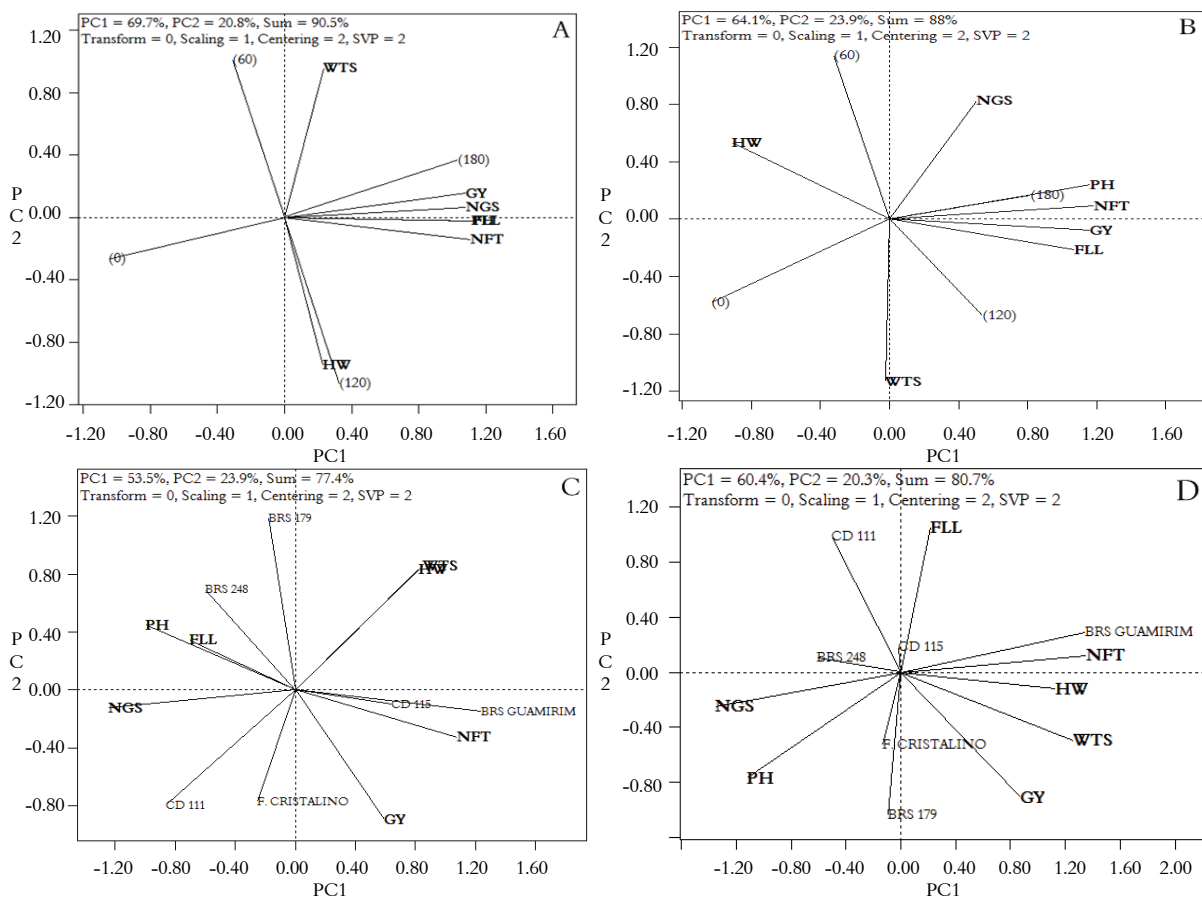 PC1 = 69.7%, PC2 = 20.8%, Sum = 90.5%
Transform = 0, Scaling = 1, Centering = 2, SVP = 2
A
1.20
0.80
0.40
0.00
-0.40
-0.80
-1.20
P
C
2
(60)
WTS
(180)
GY
NGS
NFT
(0)
HW
(120)
-1.20 -0.80 -0.40 0.00 0.40 0.80 1.20 1.60
PC1
PC1 = 64.1%, PC2 = 23.9%, Sum = 88%
Transform = 0, Scaling = 1, Centering = 2, SVP = 2
B
1.20
0.80
0.40
0.00
-0.40
-0.80
-1.20
P
C
2
(60)
NGS
HW
PH
(180)
NFT
GY
FLL
(0)
(120)
WTS
-1.20 -0.80 -0.40 0.00 0.40 0.80 1.20 1.60
PC1
PC1 = 53.5%, PC2 = 23.9%, Sum = 77.4%
Transform = 0, Scaling = 1, Centering = 2, SVP = 2
C
1.20
0.80
0.40
0.00
-0.40
-0.80
P
C
2
BRS 179
WTS
HW
BRS 248
PH
FLL
NGS
CD 115
BRS GUAMIRIM
NFT
CD 111
F. CRISTALINO
GY
-1.20 -0.80 -0.40 0.00 0.40 0.80 1.20 1.60
PC1
PC1 = 60.4%, PC2 = 20.3%, Sum = 80.7%
Transform = 0, Scaling = 1, Centering = 2, SVP = 2
D
1.20
0.80
0.40
0.00
-0.40
-0.80
P
C
2
FLL
CD 111
BRS GUAMIRIM
CD 115
BRS 248
NFT
HW
NGS
WTS
F. CRISTALINO
PH
GY
BRS 179
-1.20 -0.80 -0.40 0.00 0.40 0.80 1.20 1.60 2.00
PC1